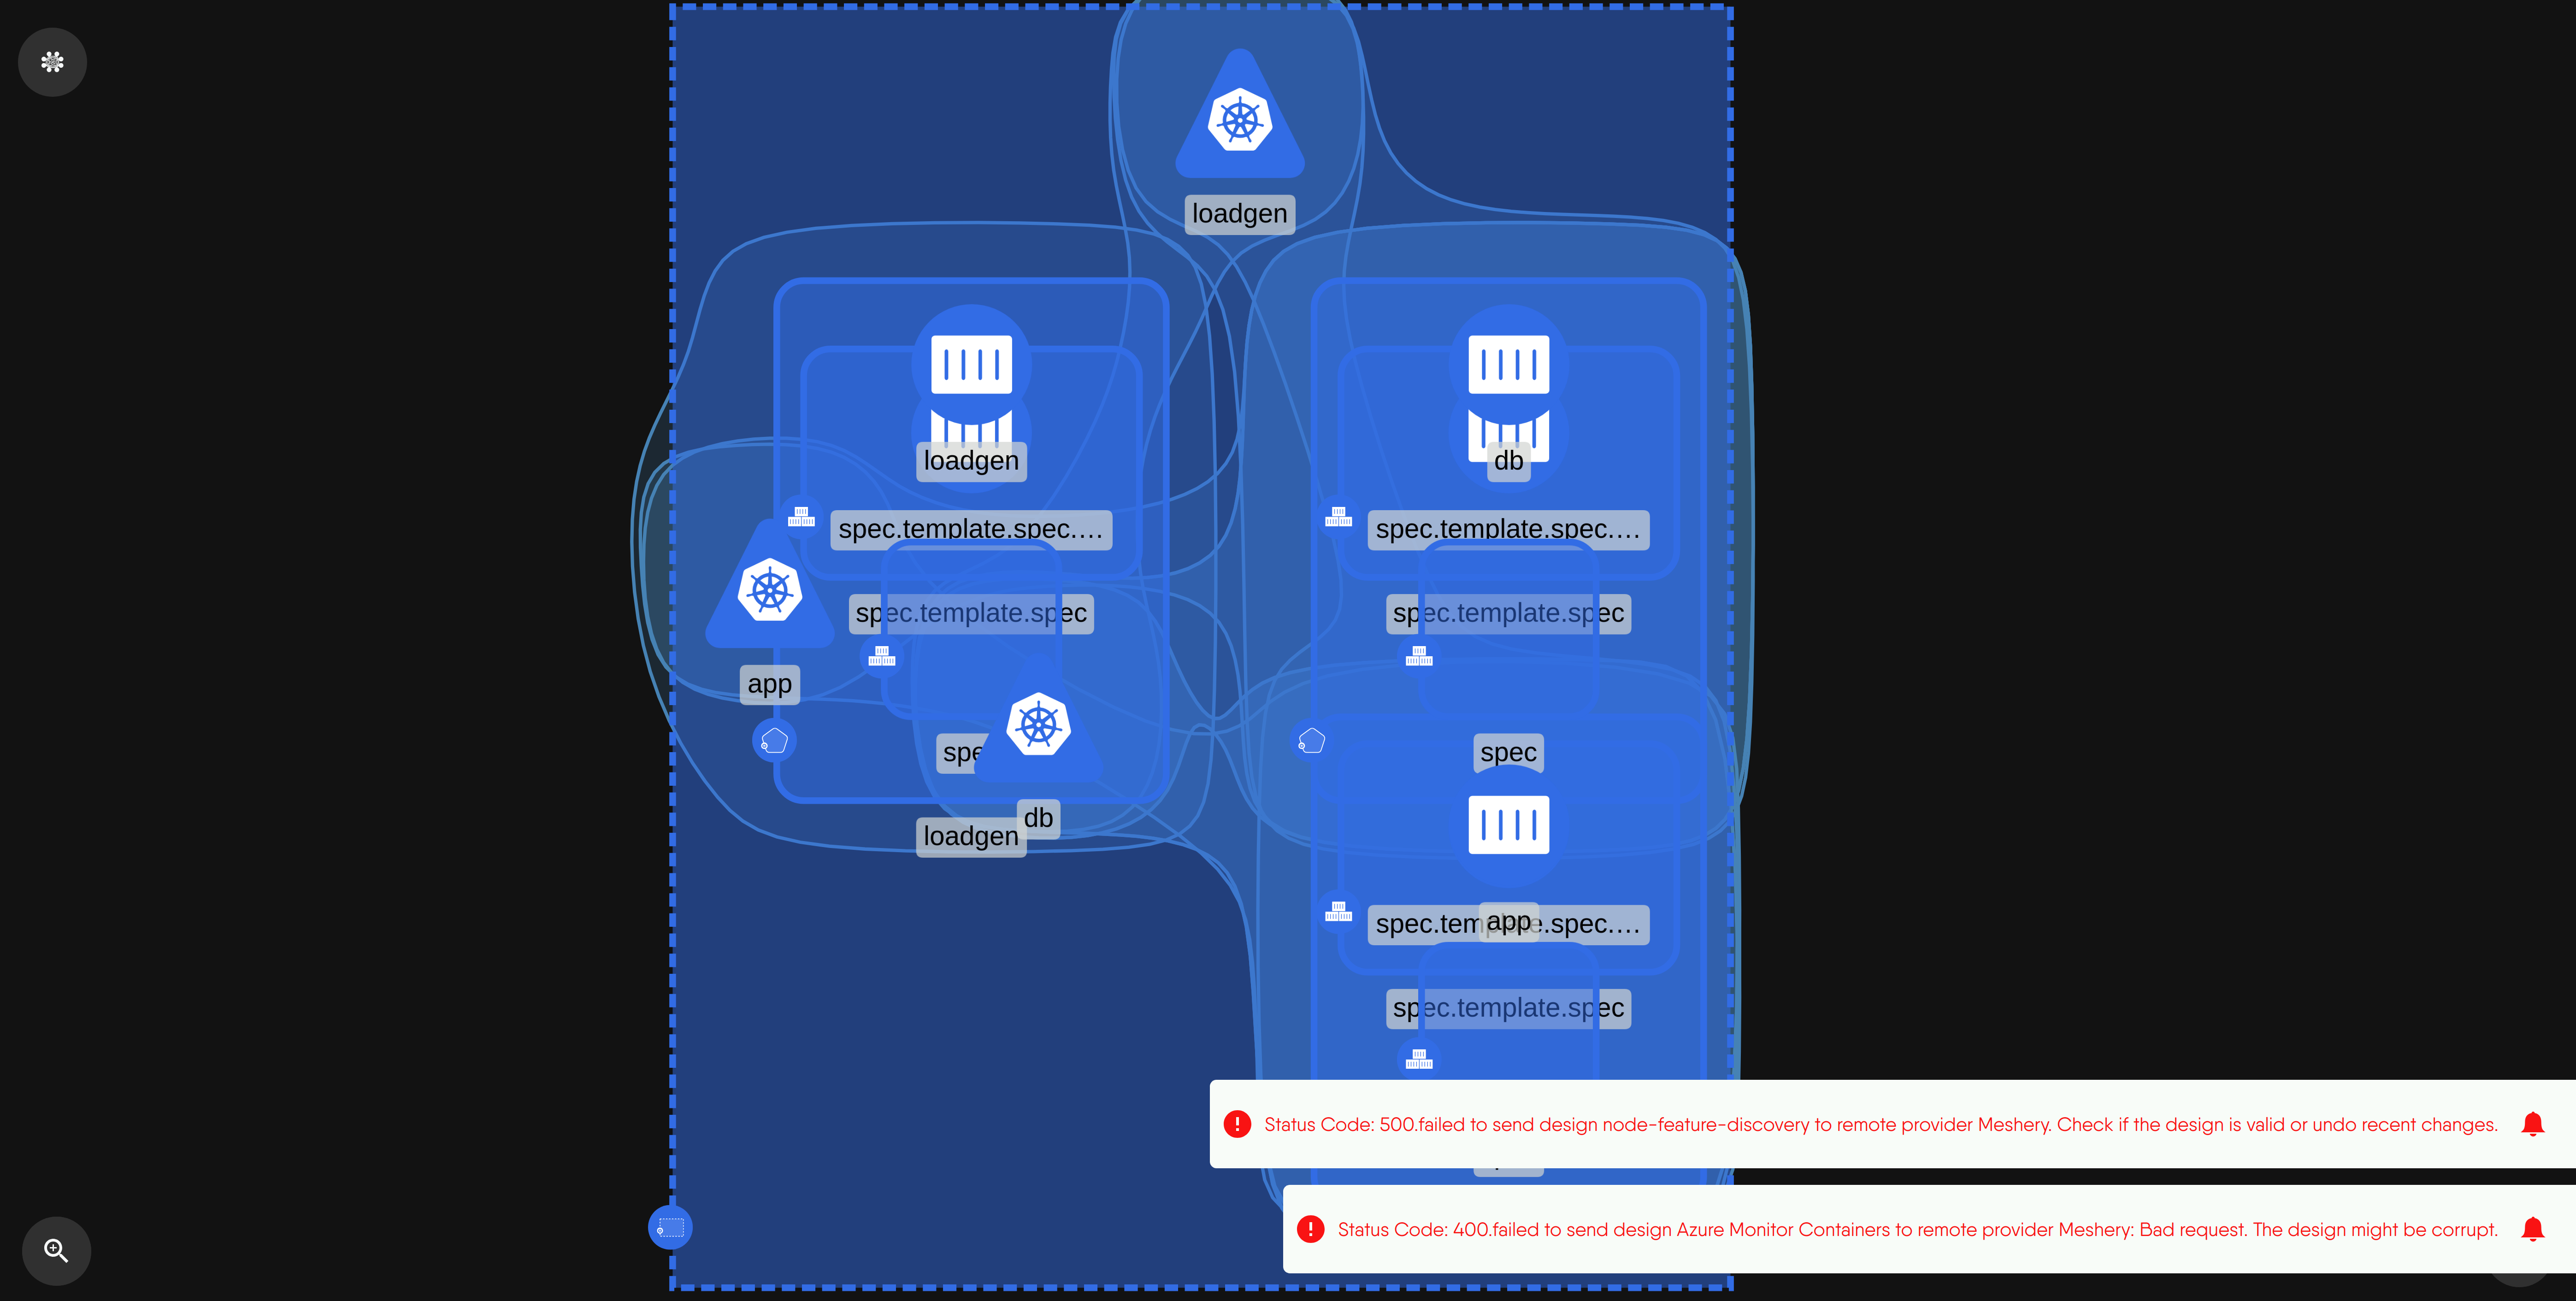 loadgen
loadgen
db
spec.template.spec....
spec.template.spec....
spec.template.spec
spec.template.spec
app
spec
db
loadgen
app
spec.template.spec....
spec.template.spec
Status Code: 500.failed to send design node-feature-discovery to remote provider Meshery. Check if the design is valid or undo recent changes.
Status Code: 400.failed to send design Azure Monitor Containers to remote provider Meshery: Bad request. The design might be corrupt.